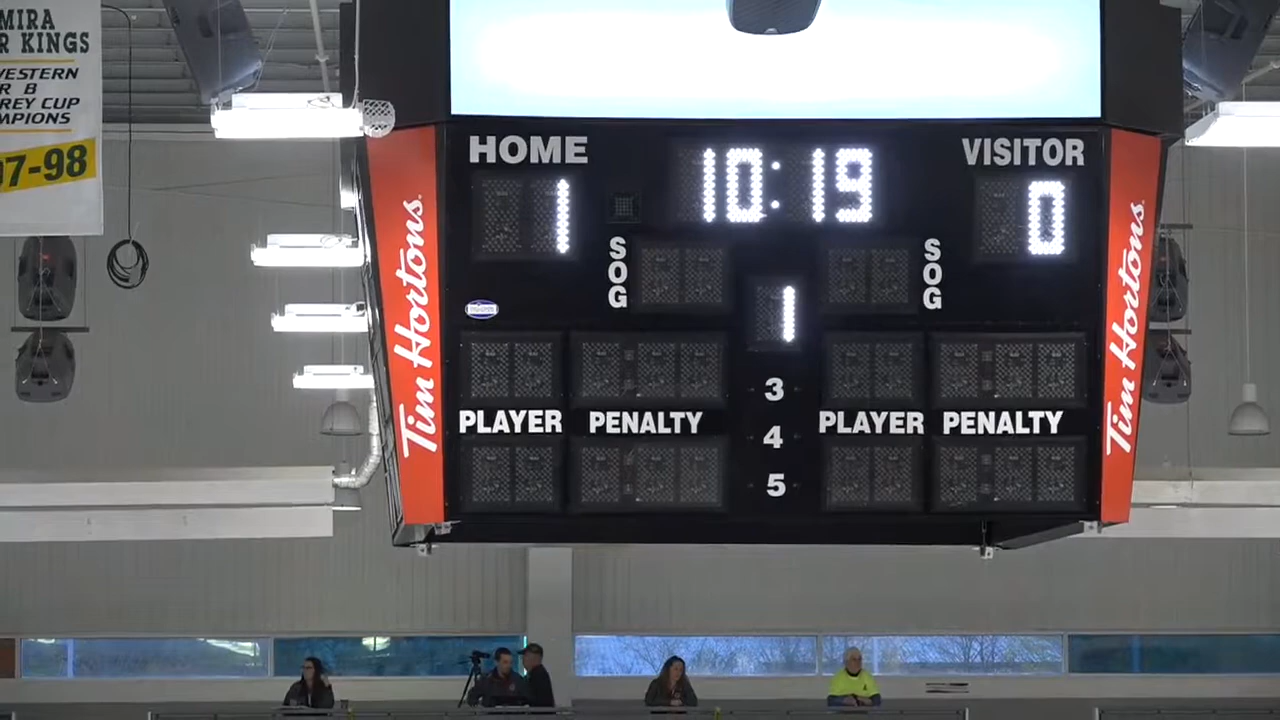 MIRA
R KINGS
WESTERN
R B
REY CUP
MPIONS
97-98
HOME
10:19
VISITOR
1
0
SOG
SOG
1
3
PLAYER
PENALTY
4
PLAYER
PENALTY
5
Tim Hortons
Tim Hortons